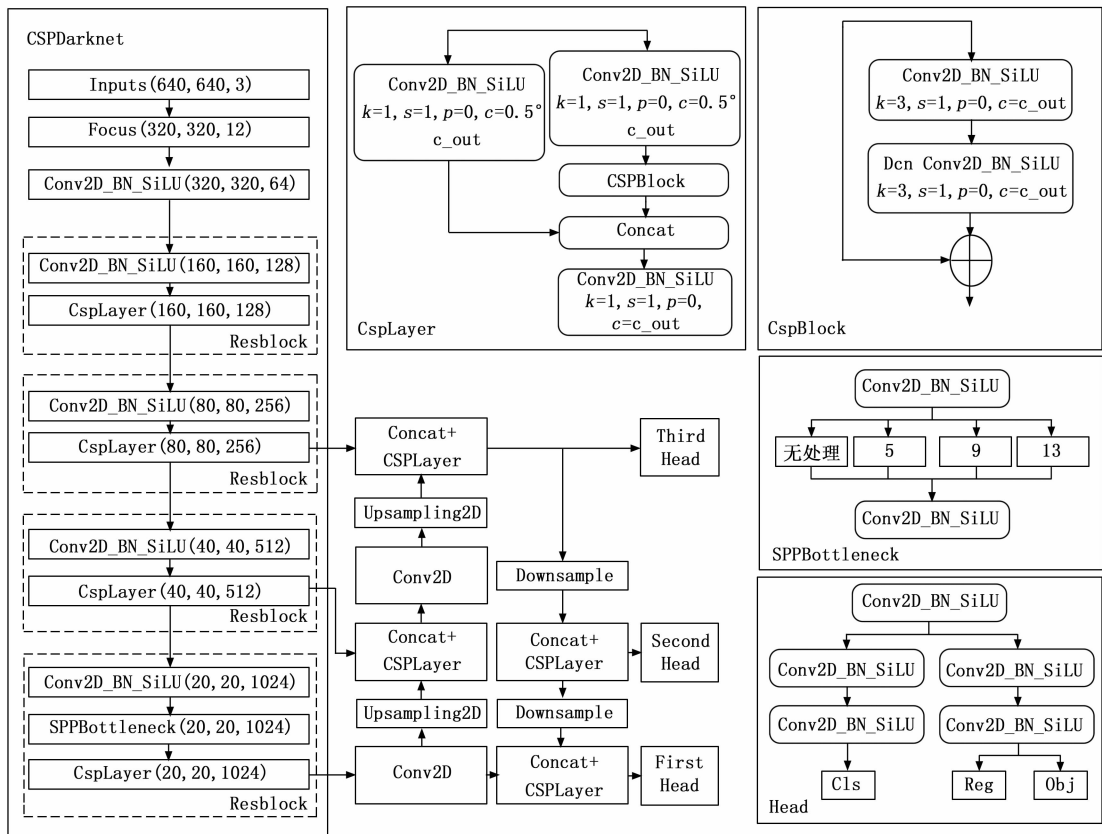 CSPDarknet
Inputs(640, 640, 3)
Focus(320, 320, 12)
Conv2D_BN_SiLU(320, 320, 64)
Conv2D_BN_SiLU(160, 160, 128)
CspLayer(160, 160, 128)
Resblock
Conv2D_BN_SiLU(80, 80, 256)
CspLayer(80, 80, 256)
Resblock
Conv2D_BN_SiLU(40, 40, 512)
CspLayer(40, 40, 512)
Resblock
Conv2D_BN_SiLU(20, 20, 1024)
SPPBottleneck(20, 20, 1024)
CspLayer(20, 20, 1024)
Resblock
Conv2D_BN_SiLU
k=1, s=1, p=0, c=0.5°
c_out
Conv2D_BN_SiLU
k=1, s=1, p=0, c=0.5°
c_out
CSPBlock
Concat
Conv2D_BN_SiLU
k=1, s=1, p=0,
c=c_out
CspLayer
Conv2D_BN_SiLU
k=3, s=1, p=0, c=c_out
Dcn Conv2D_BN_SiLU
k=3, s=1, p=0, c=c_out
CspBlock
Concat+
CSPLayer
Third
Head
Upsampling2D
Conv2D
Downsample
Concat+
CSPLayer
Concat+
CSPLayer
Second
Head
Upsampling2D
Downsample
Conv2D
Concat+
CSPLayer
First
Head
Conv2D_BN_SiLU
无处理
5
9
13
Conv2D_BN_SiLU
SPPBottleneck
Conv2D_BN_SiLU
Conv2D_BN_SiLU
Conv2D_BN_SiLU
Conv2D_BN_SiLU
Conv2D_BN_SiLU
Cls
Reg
Obj
Head